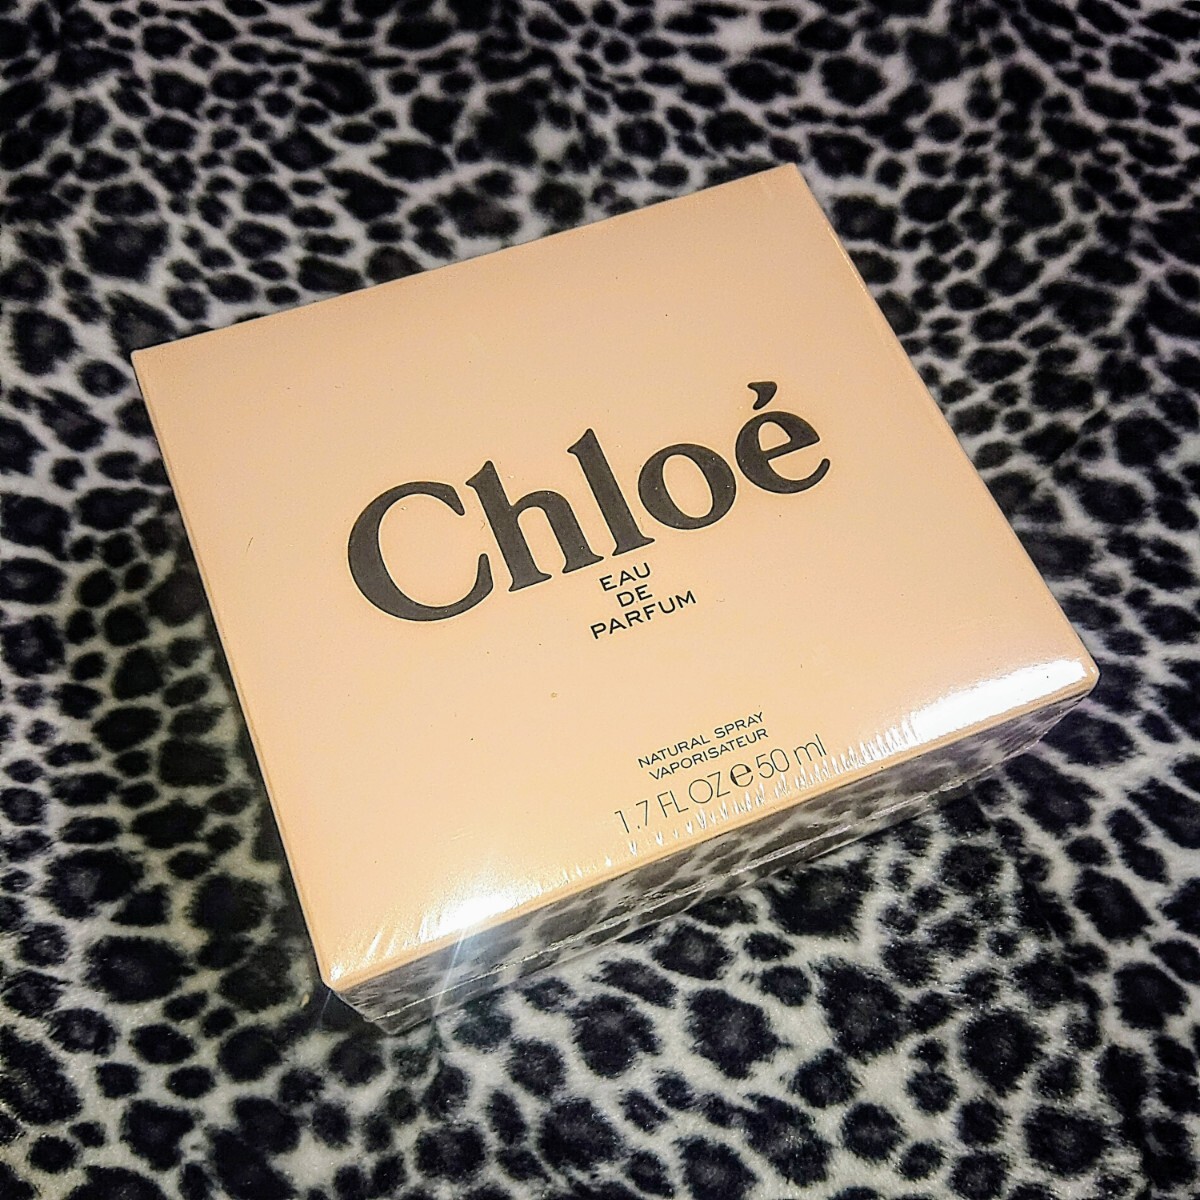 Chloé
EAU
DE
PARFUM
NATURAL SPRAY
VAPORISATEUR
1.7 FL OZ ℮ 50 ml